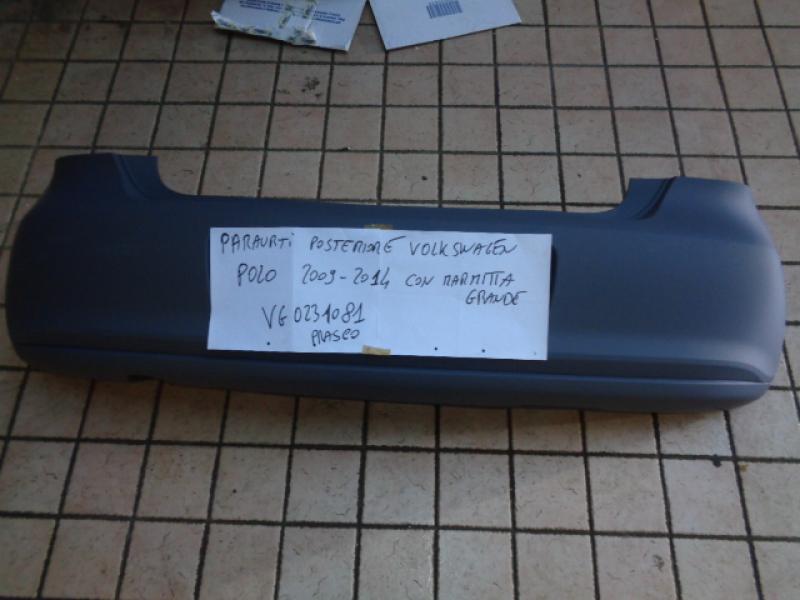 PARAURTI POSTERIORE VOLKSWAGEN
POLO 2009-2014 CON MARMITTA
GRANDE
VG0231081
PRASCO